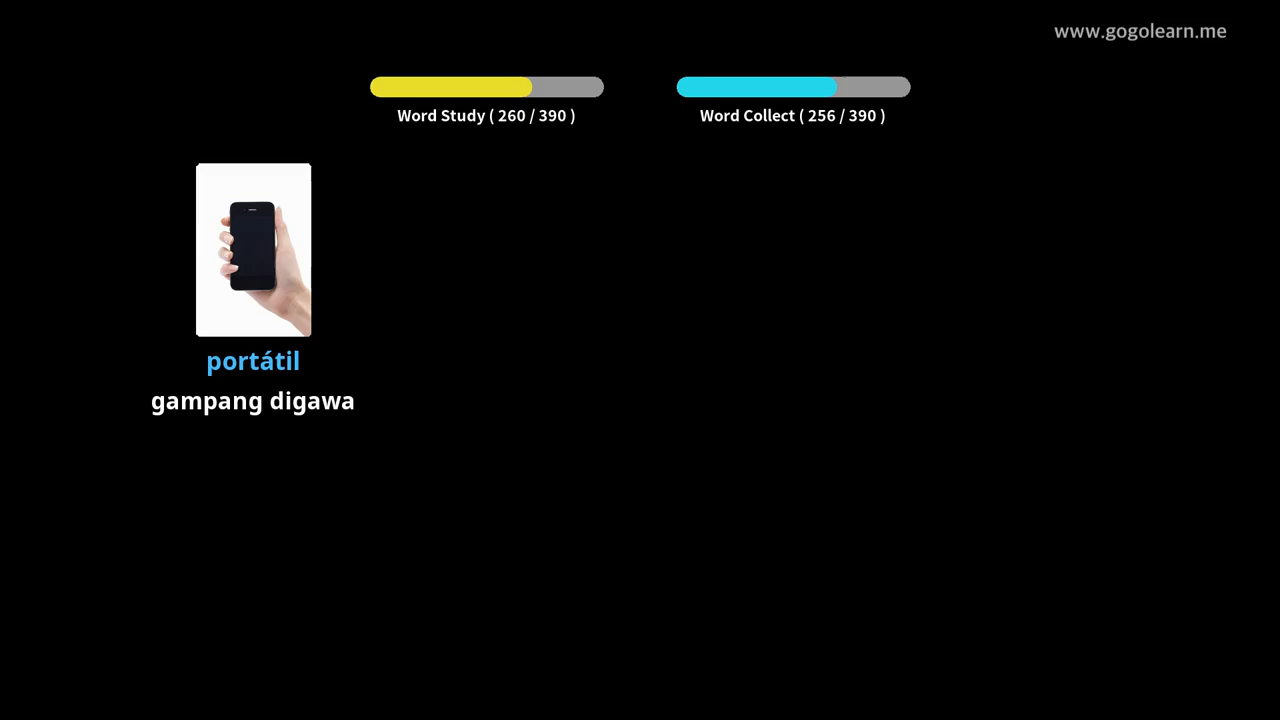 www.gogolearn.me
Word Study ( 260 / 390 )
Word Collect ( 256 / 390 )
portátil
gampang digawa